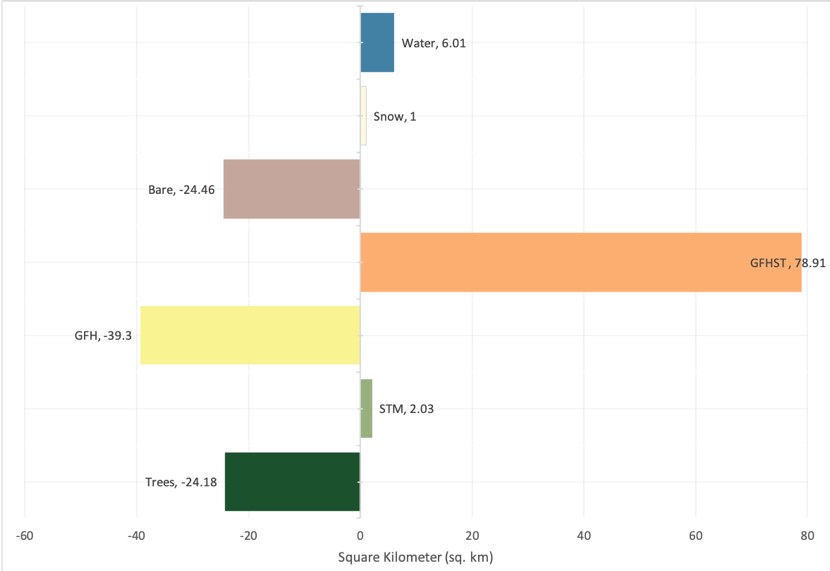 Water, 6.01
Snow, 1
Bare, -24.46
GFHST , 78.91
GFH, -39.3
STM, 2.03
Trees, -24.18
-60 -40 -20 0 20 40 60 80
Square Kilometer (sq. km)